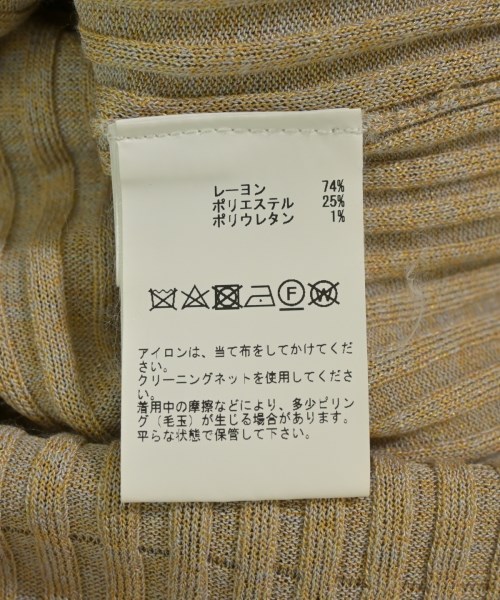 レーヨン 74%
ポリエステル 25%
ポリウレタン 1%
F W
アイロンは、当て布をしてかけてくだ
さい。
クリーニングネットを使用してくださ
い。
着用中の摩擦などにより、多少ピリン
グ（毛玉）が生じる場合があります。
平らな状態で保管して下さい。